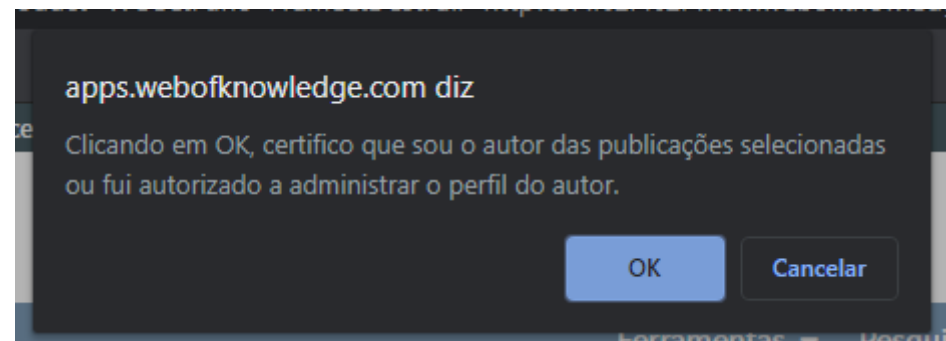 apps.webofknowledge.com diz
Clicando em OK, certifico que sou o autor das publicações selecionadas
ou fui autorizado a administrar o perfil do autor.
OK
Cancelar